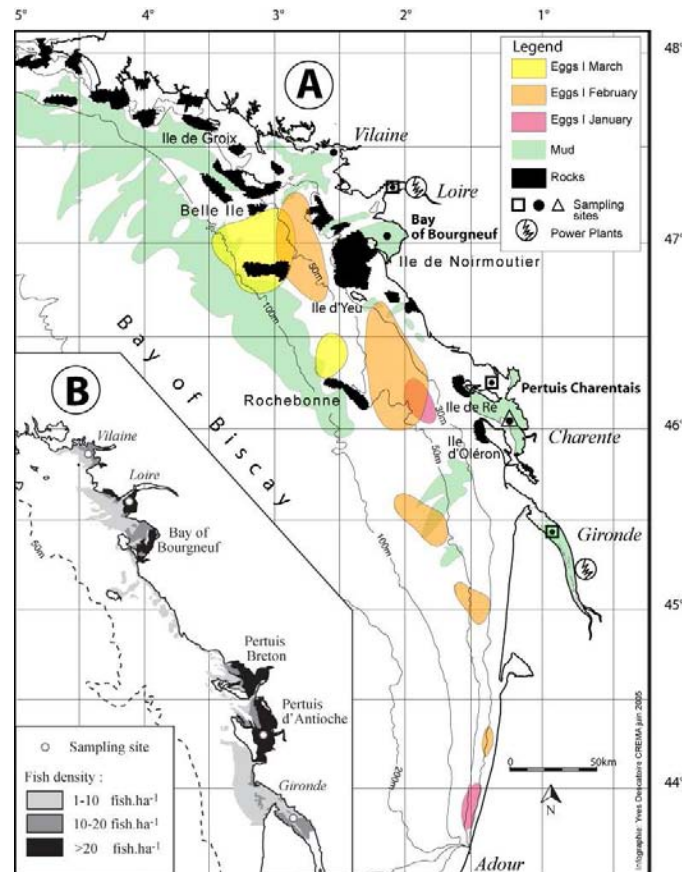 5°
4°
3°
2°
1°
48°
A
Legend
Eggs I March
Eggs I February
Eggs I January
Mud
Rocks
Sampling
sites
Power Plants
Vilaine
Ile de Groix
Loire
Belle Ile
Bay
of Bourgneuf
47°
Ile de Noirmoutier
50m
100m
Ile d'Yeu
Bay of Biscay
Rochebonne
Pertuis Charentais
Ile de Ré
30m
46°
Ile
d'Oléron
Charente
50m
100m
Gironde
45°
200m
44°
0
50km
N
Adour
Infographie: Yves Descatoire CREMA juin 2005
B
Vilaine
Loire
Bay of
Bourgneuf
50m
Pertuis
Breton
Pertuis
d'Antioche
Gironde
Sampling site
Fish density :
1-10 fish.ha-1
10-20 fish.ha-1
>20 fish.ha-1